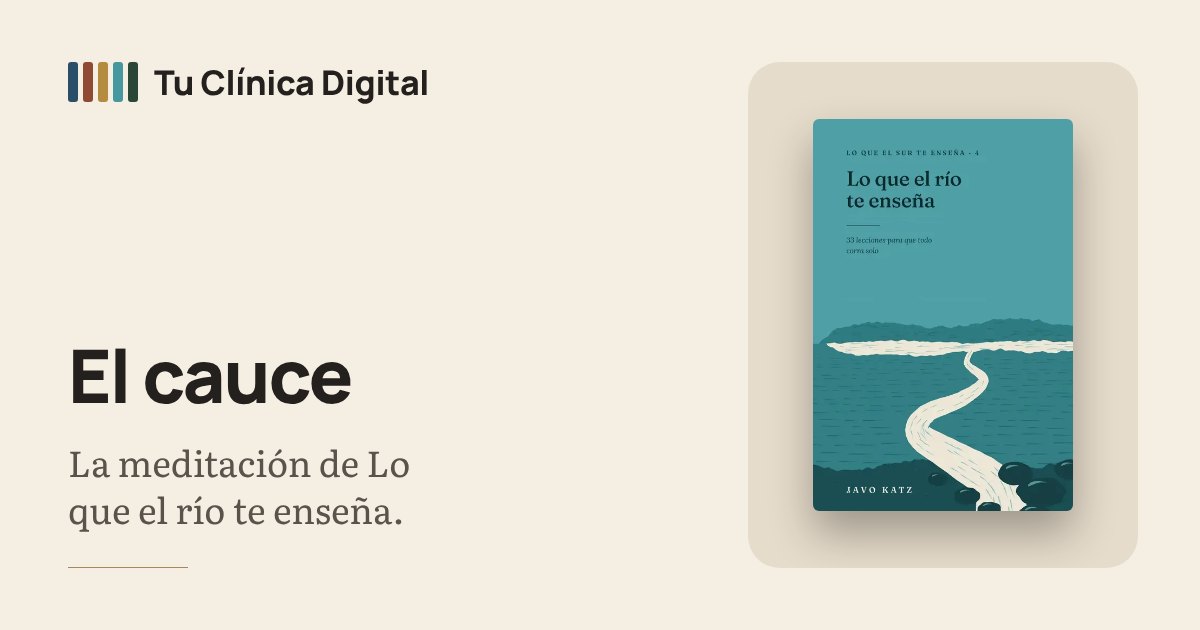 Tu Clínica Digital
El cauce
La meditación de Lo
que el río te enseña.
LO QUE EL SUR TE ENSEÑA · 4
Lo que el río
te enseña
33 lecciones para que todo
corra solo
JAVO KATZ